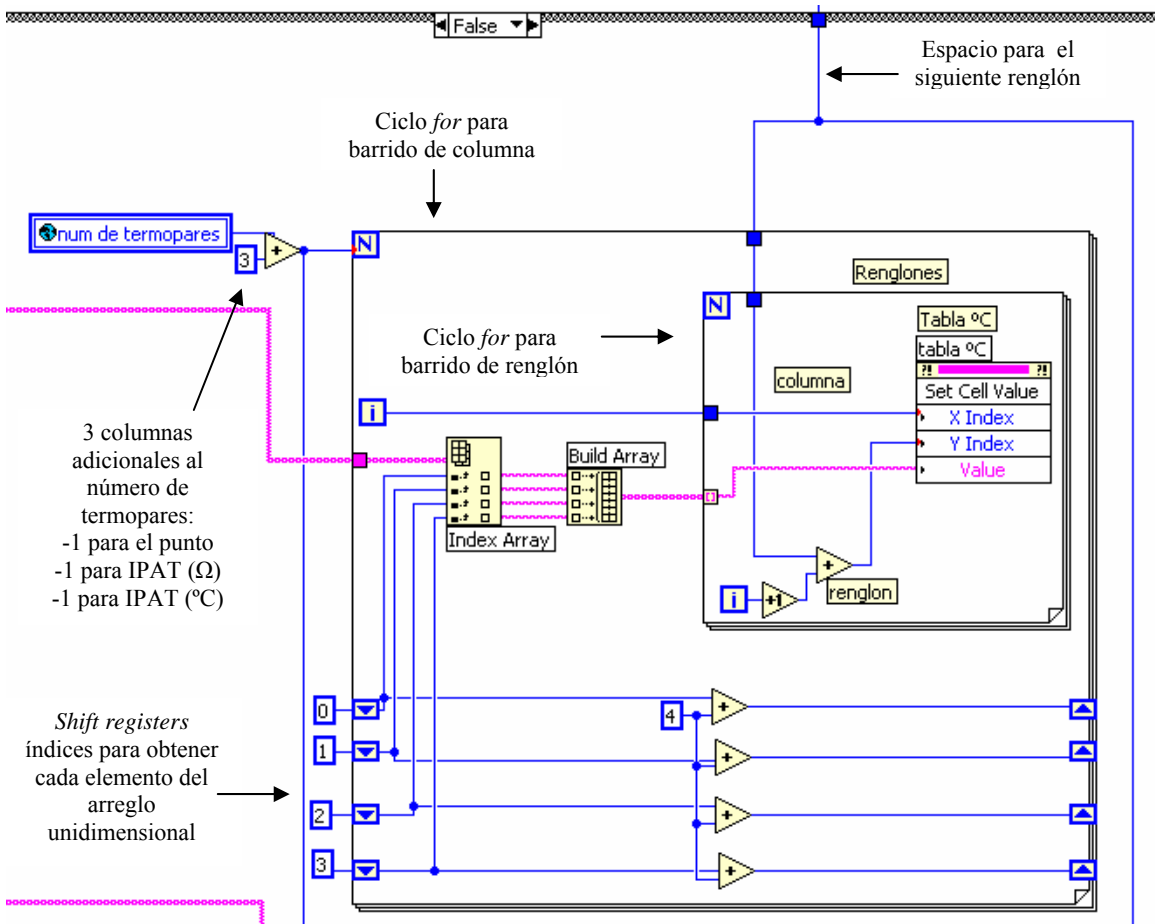 False
Espacio para el
siguiente renglón
Ciclo for para
barrido de columna
num de termopares
3
+
N
Renglones
N
Tabla ºC
tabla ºC
?! ?!
Set Cell Value
X Index
Y Index
Value
Ciclo for para
barrido de renglón
columna
i
3 columnas
adicionales al
número de
termopares:
-1 para el punto
-1 para IPAT (Ω)
-1 para IPAT (ºC)
Build Array
Index Array
+
i
+1
renglon
Shift registers
índices para obtener
cada elemento del
arreglo
unidimensional
0
4
+
1
+
2
+
3
+